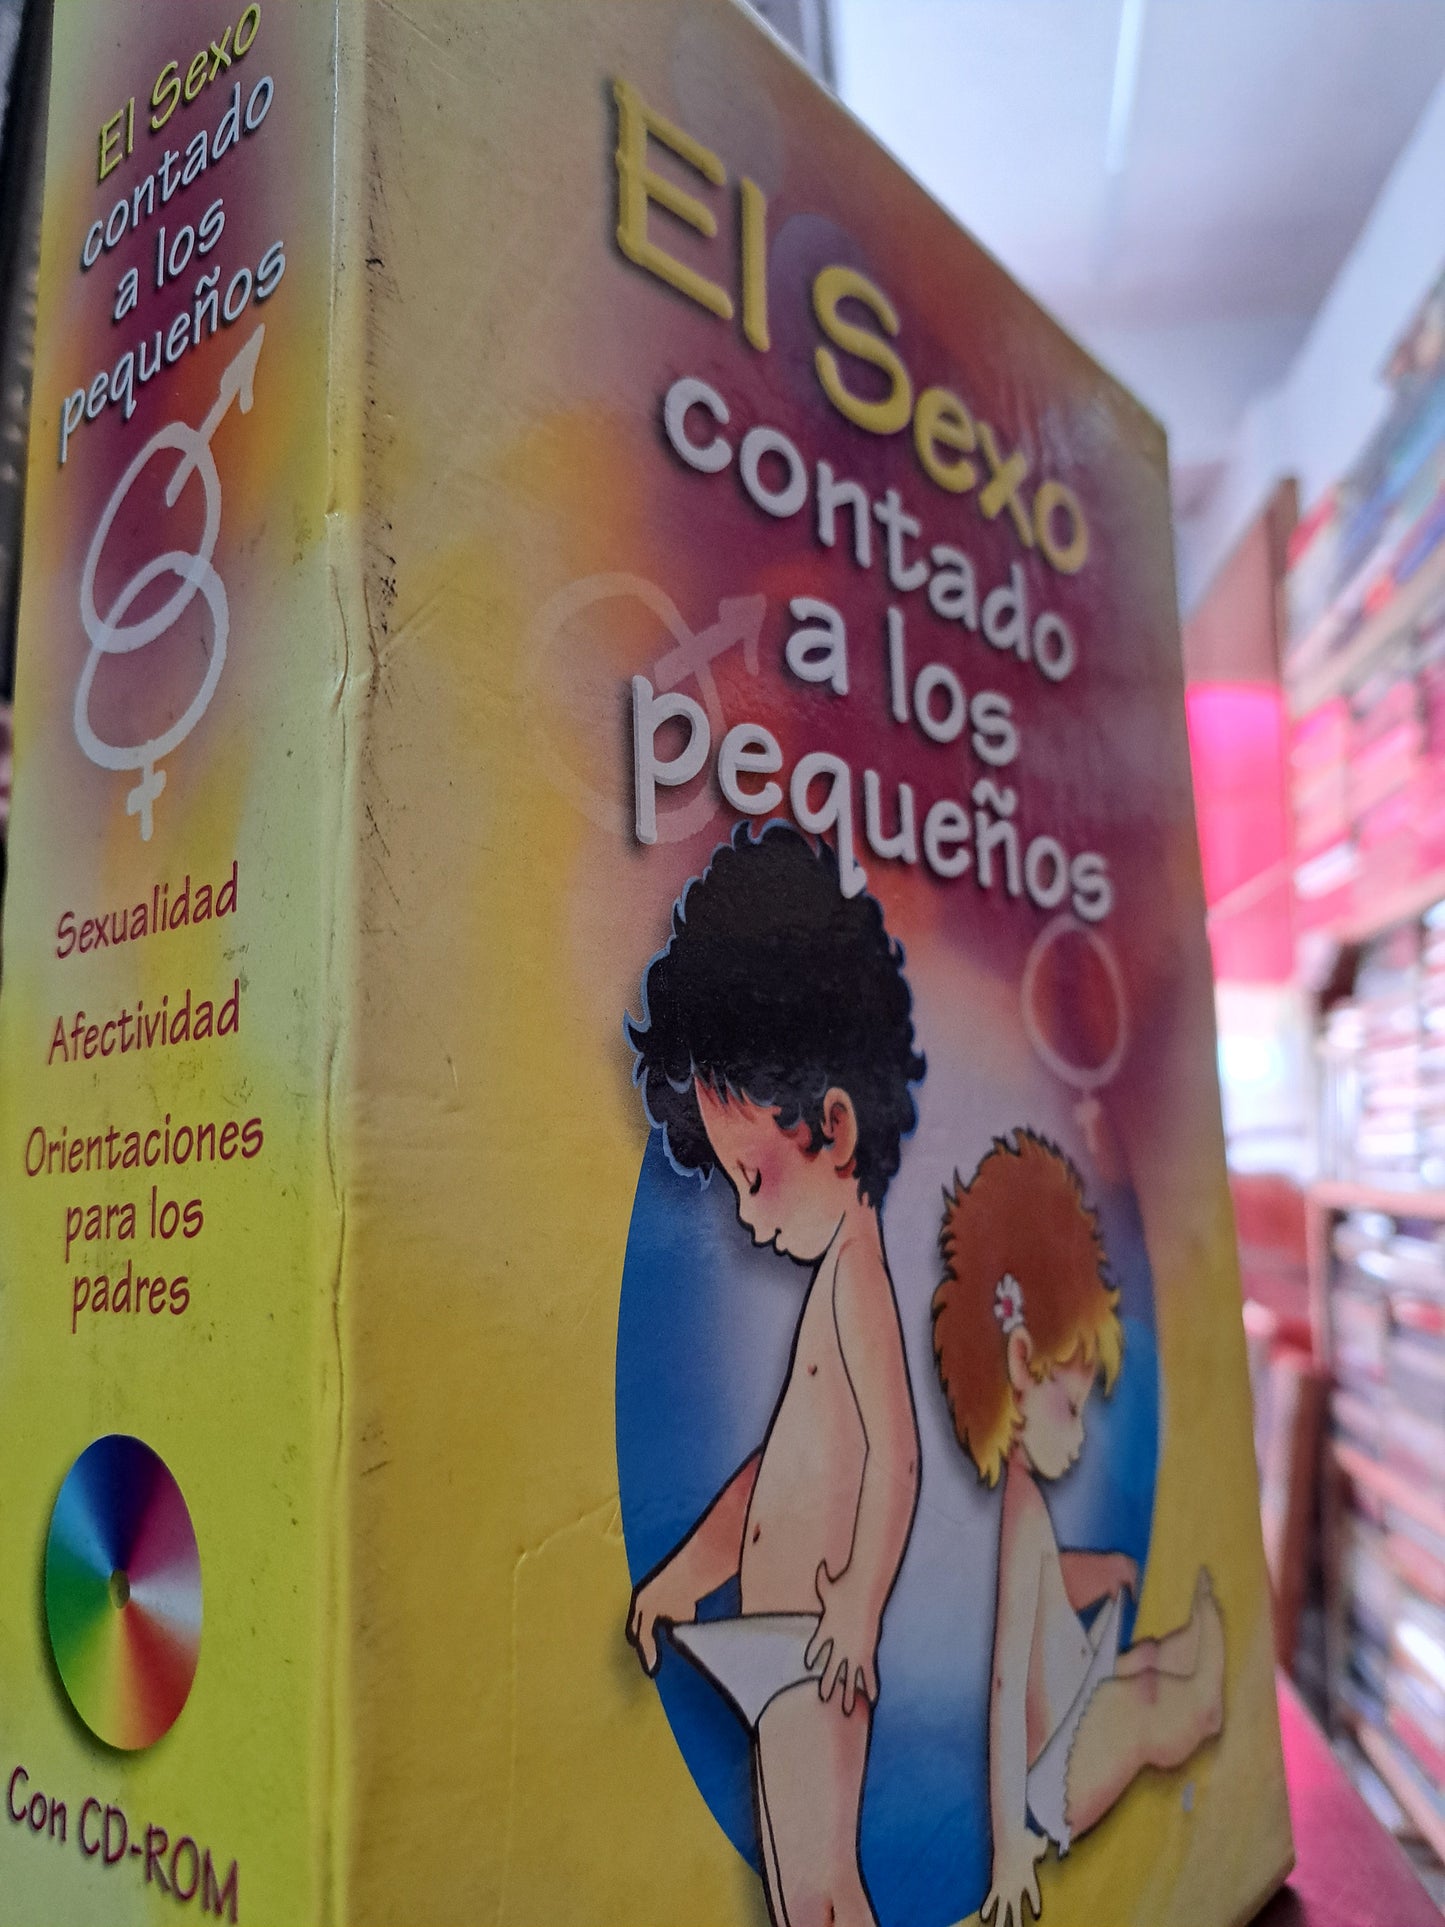 El Sexo
contado
a los
pequeños
Sexualidad
Afectividad
Orientaciones
para los
padres
Con CD-ROM
El Sexo
contado
a los
pequeños